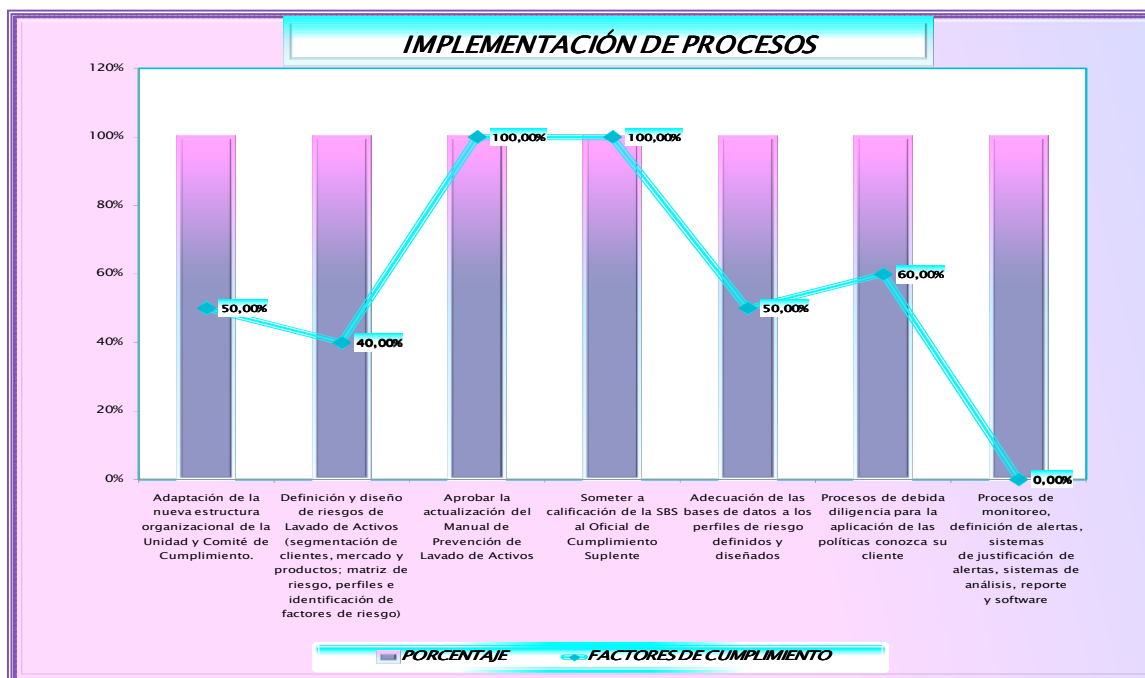 IMPLEMENTACIÓN DE PROCESOS
120%
100%
80%
60%
40%
20%
0%
50,00%
40,00%
100,00%
100,00%
50,00%
60,00%
0,00%
Adaptación de la
nueva estructura
organizacional de la
Unidad y Comité de
Cumplimiento.
Definición y diseño
de riesgos de
Lavado de Activos
(segmentación de
clientes, mercado y
productos; matriz de
riesgo, perfiles e
identificación de
factores de riesgo)
Aprobar la
actualización del
Manual de
Prevención de
Lavado de Activos
Someter a
calificación de la SBS
al Oficial de
Cumplimiento
Suplente
Adecuación de las
bases de datos a los
perfiles de riesgo
definidos y
diseñados
Procesos de debida
diligencia para la
aplicación de las
políticas conozca su
cliente
Procesos de
monitoreo,
definición de alertas,
sistemas
de justificación de
alertas, sistemas de
análisis, reporte
y software
PORCENTAJE
FACTORES DE CUMPLIMIENTO